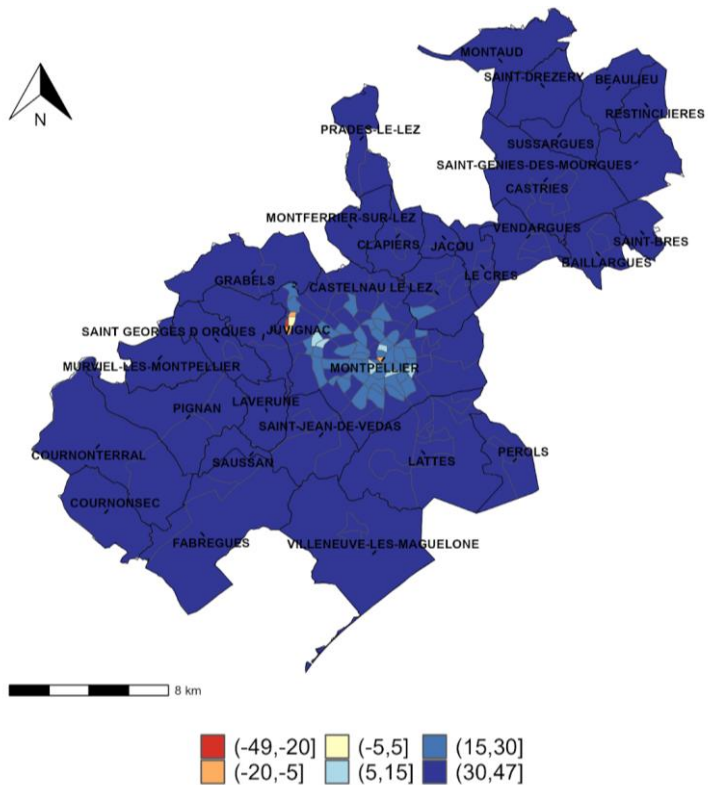 MONTAUD
SAINT-DREZERY
BEAULIEU
N
RESTINCLIERES
PRADES-LE-LEZ
SUSSARGUES
SAINT-GENIES-DES-MOURGUES
CASTRIES
MONTFERRIER-SUR-LEZ
VENDARGUES
CLAPIERS
JACOU
SAINT-BRES
BAILLARGUES
LE CRES
GRABELS
CASTELNAU LE LEZ
SAINT GEORGES D ORQUES
JUVIGNAC
MURVIEL-LES-MONTPELLIER
MONTPELLIER
LAVERUNE
PIGNAN
SAINT-JEAN-DE-VEDAS
COURNONTERRAL
SAUSSAN
LATTES
PEROLS
COURNONSEC
FABREGUES
VILLENEUVE-LES-MAGUELONE
8 km
(-49,-20] (-5,5] (15,30]
(-20,-5] (5,15] (30,47]